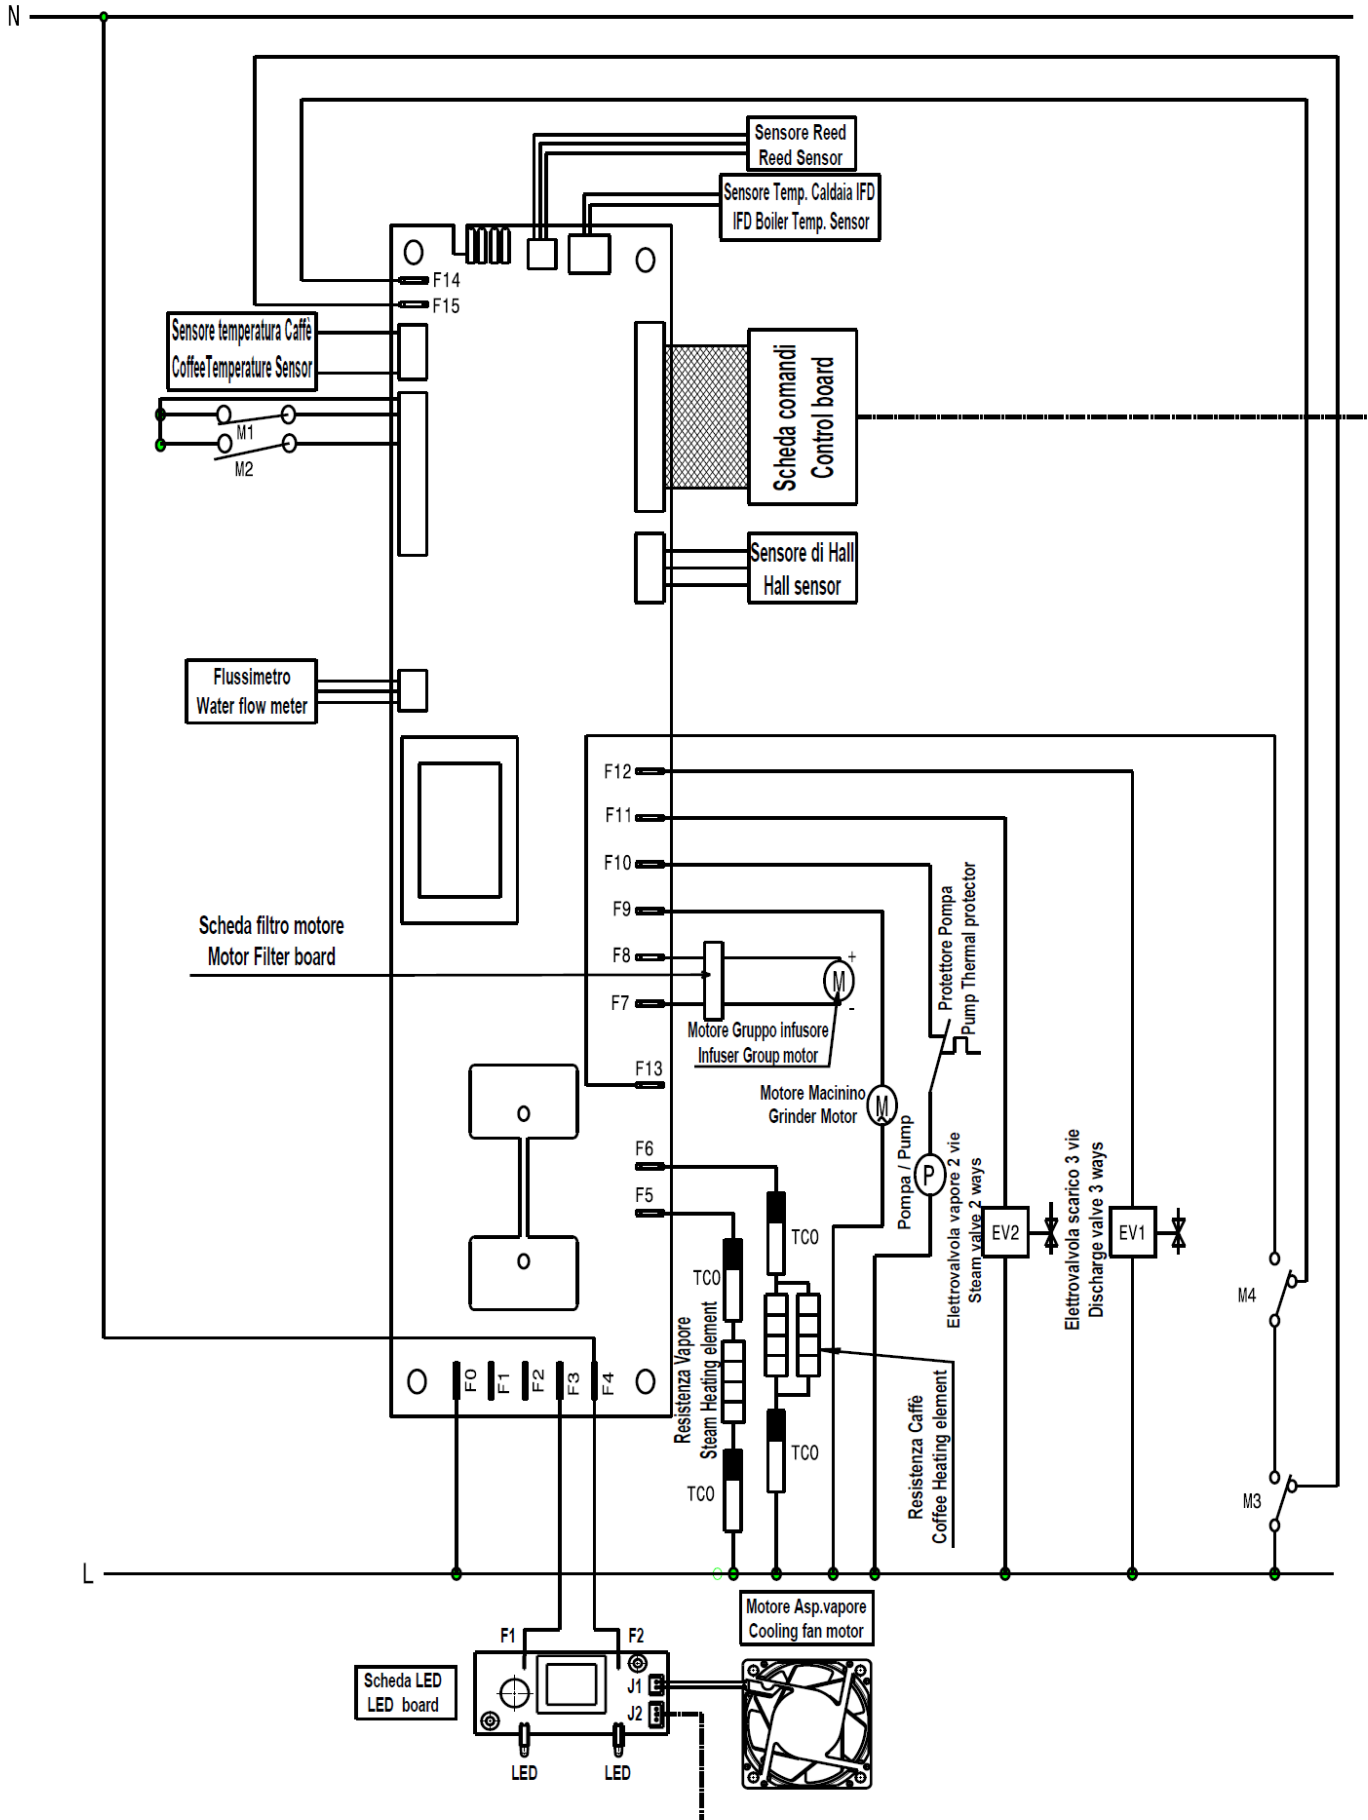 N
Sensore Reed
Reed Sensor
Sensore Temp. Caldaia IFD
IFD Boiler Temp. Sensor
F14
F15
Sensore temperatura Caffè
CoffeeTemperature Sensor
M1
M2
Scheda comandi
Control board
Sensore di Hall
Hall sensor
Flussimetro
Water flow meter
F12
F11
F10
F9
F8
F7
F13
F6
F5
Scheda filtro motore
Motor Filter board
M
+
-
Motore Gruppo infusore
Infuser Group motor
Protettore Pompa
Pump Thermal protector
Motore Macinino
Grinder Motor
M
Pompa / Pump
P
Elettrovalvola vapore 2 vie
Steam valve 2 ways
EV2
Elettrovalvola scarico 3 vie
Discharge valve 3 ways
EV1
TCO
TCO
Resistenza Vapore
Steam Heating element
TCO
TCO
Resistenza Caffè
Coffee Heating element
M4
M3
F0
F1
F2
F3
F4
L
Motore Asp.vapore
Cooling fan motor
F1
F2
Scheda LED
LED board
J1
J2
LED
LED